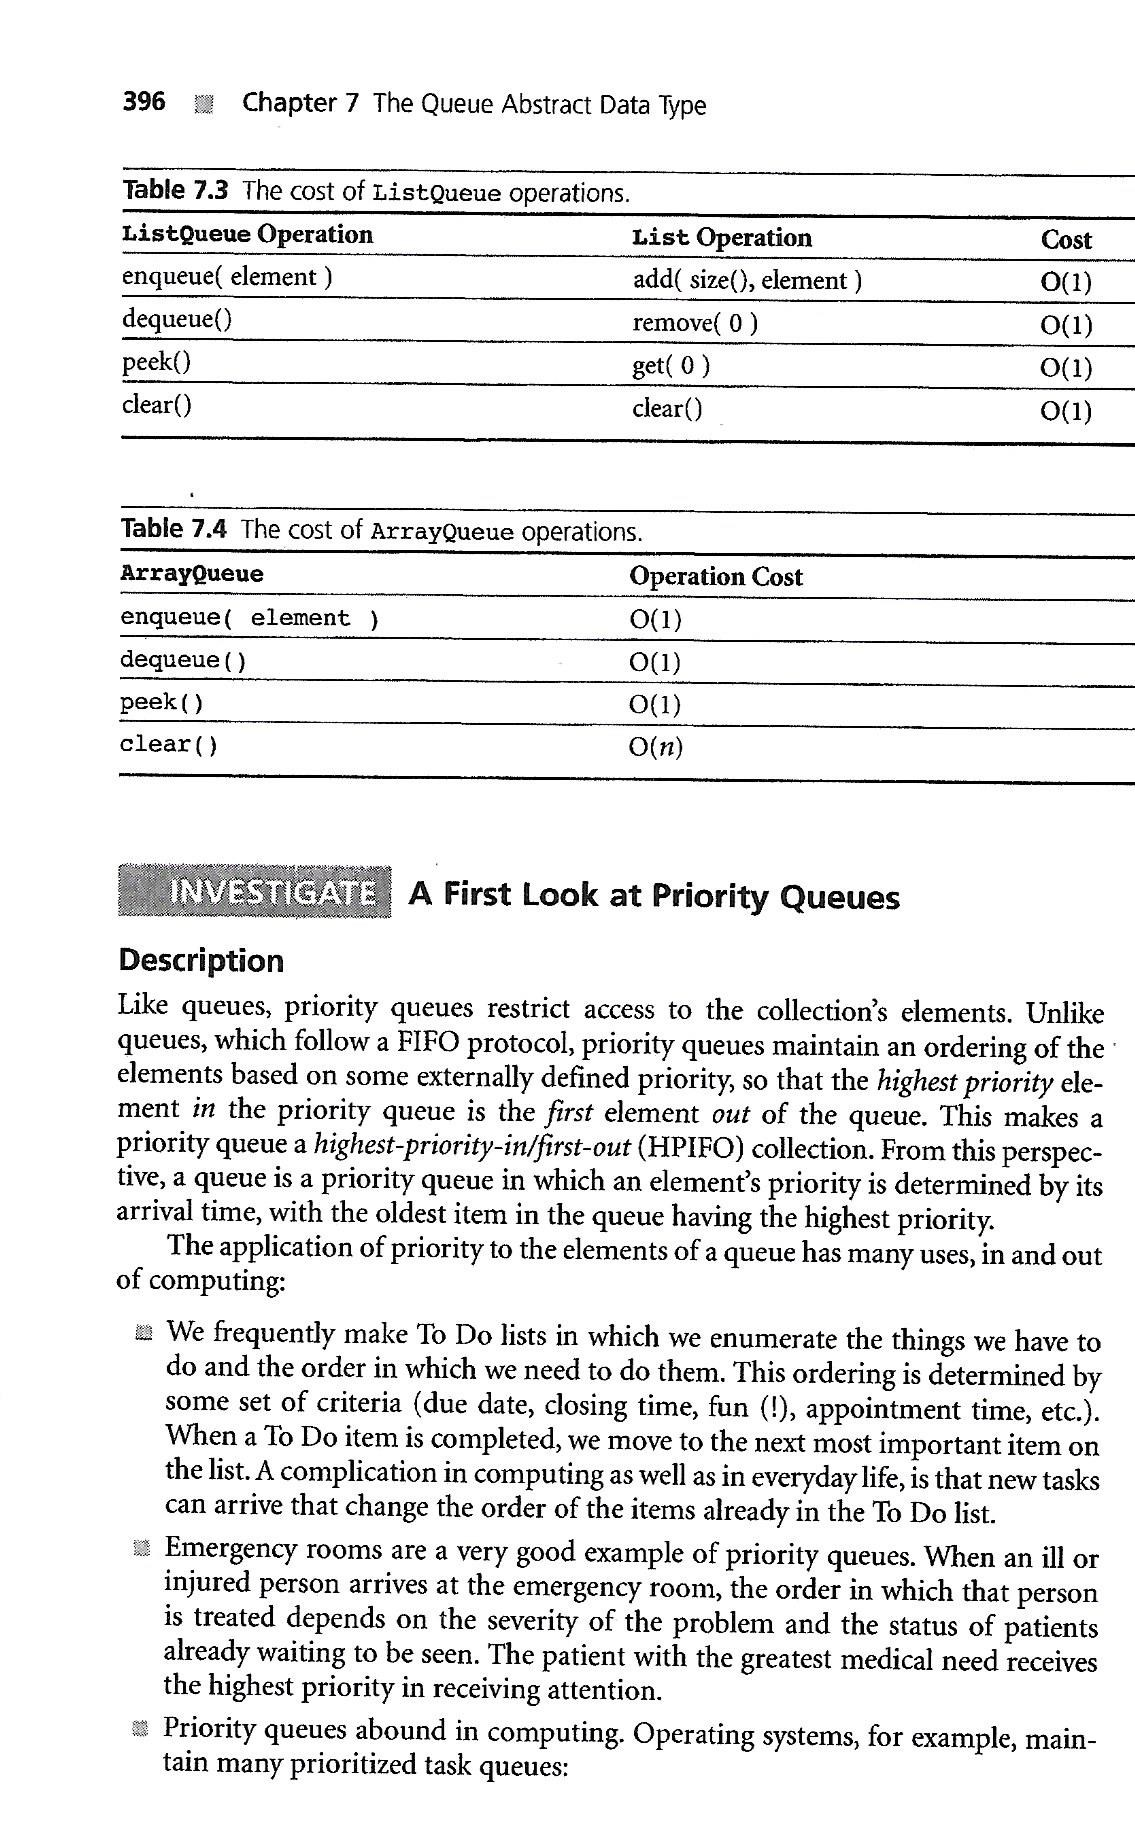 396 Chapter 7 The Queue Abstract Data Type
Table 7.3 The cost of ListQueue operations.
ListQueue Operation List Operation Cost
enqueue( element ) add( size(), element ) O(1)
dequeue() remove( 0 ) O(1)
peek() get( 0 ) O(1)
clear() clear() O(1)
Table 7.4 The cost of ArrayQueue operations.
ArrayQueue Operation Cost
enqueue( element ) O(1)
dequeue() O(1)
peek() O(1)
clear() O(n)
INVESTIGATE A First Look at Priority Queues
Description
Like queues, priority queues restrict access to the collection's elements. Unlike
queues, which follow a FIFO protocol, priority queues maintain an ordering of the
elements based on some externally defined priority, so that the highest priority ele-
ment in the priority queue is the first element out of the queue. This makes a
priority queue a highest-priority-in/first-out (HPIFO) collection. From this perspec-
tive, a queue is a priority queue in which an element's priority is determined by its
arrival time, with the oldest item in the queue having the highest priority.
The application of priority to the elements of a queue has many uses, in and out
of computing:
We frequently make To Do lists in which we enumerate the things we have to
do and the order in which we need to do them. This ordering is determined by
some set of criteria (due date, closing time, fun (!), appointment time, etc.).
When a To Do item is completed, we move to the next most important item on
the list. A complication in computing as well as in everyday life, is that new tasks
can arrive that change the order of the items already in the To Do list.
Emergency rooms are a very good example of priority queues. When an ill or
injured person arrives at the emergency room, the order in which that person
is treated depends on the severity of the problem and the status of patients
already waiting to be seen. The patient with the greatest medical need receives
the highest priority in receiving attention.
Priority queues abound in computing. Operating systems, for example, main-
tain many prioritized task queues: